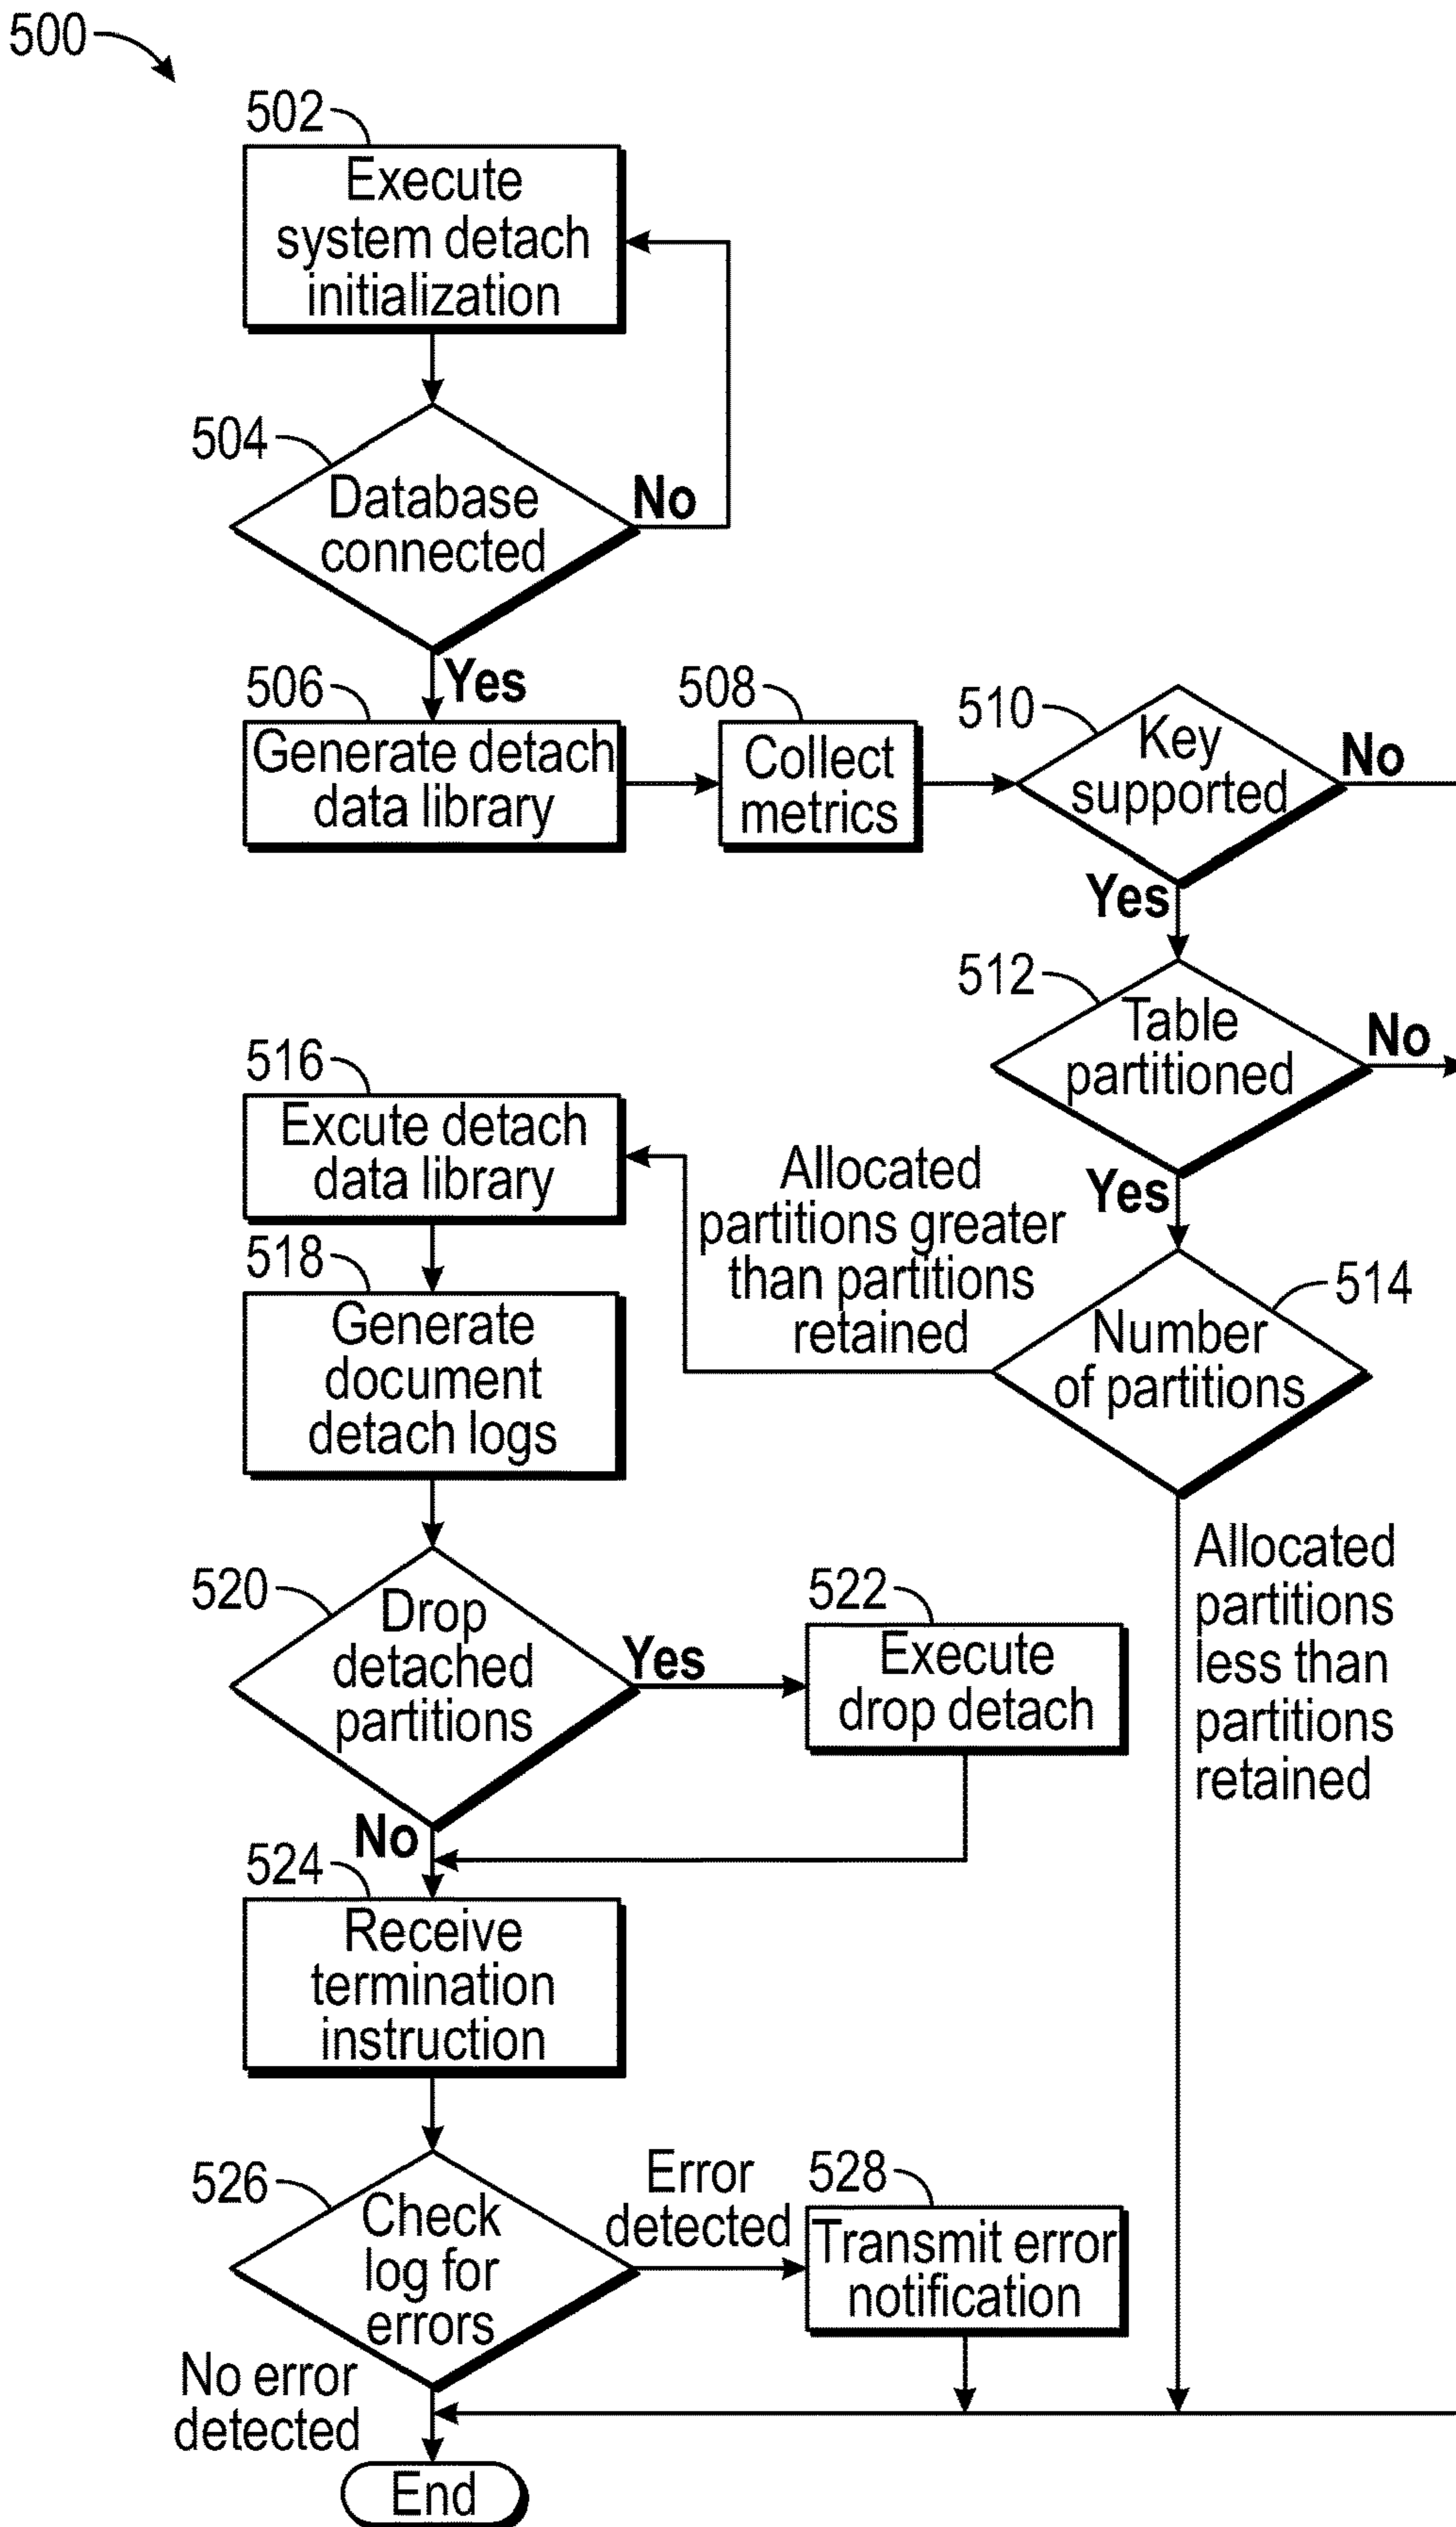 500
502
Execute
system detach
initialization
504
Database
connected
No
Yes
506
Generate detach
data library
508
Collect
metrics
510
Key
supported
No
Yes
512
Table
partitioned
No
Yes
514
Number
of partitions
Allocated
partitions greater
than partitions
retained
Allocated
partitions
less than
partitions
retained
516
Excute detach
data library
518
Generate
document
detach logs
520
Drop
detached
partitions
Yes
522
Execute
drop detach
No
524
Receive
termination
instruction
526
Check
log for
errors
Error
detected
528
Transmit error
notification
No error
detected
End